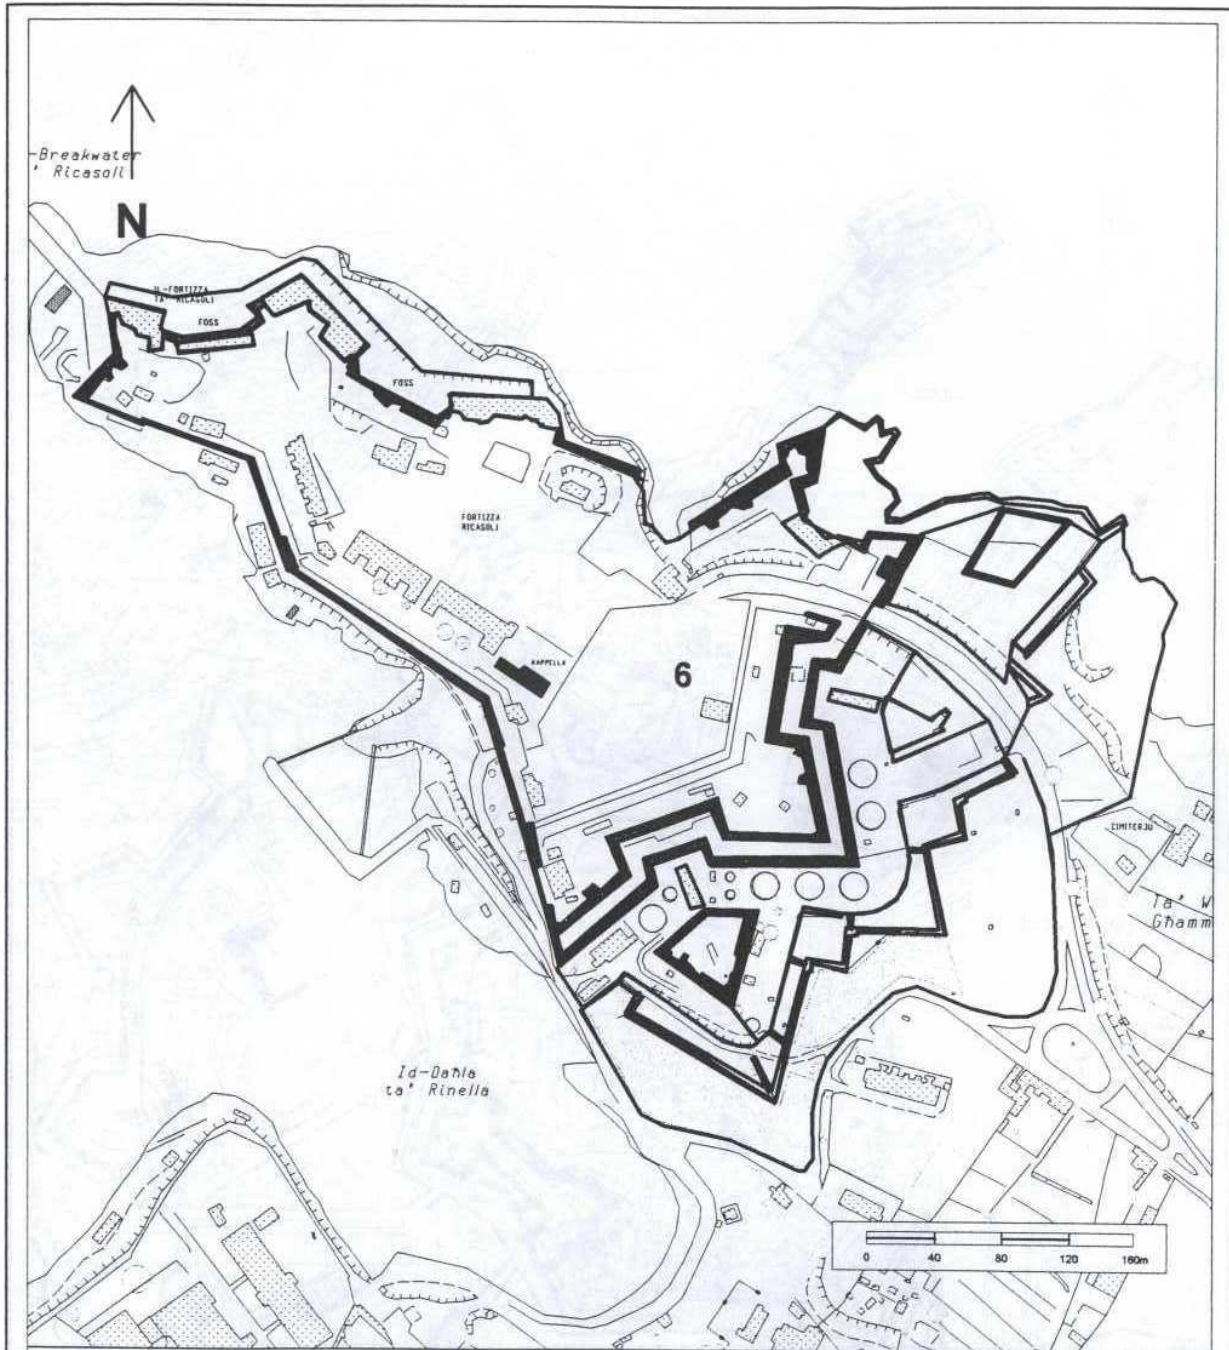 -Breakwater
' Ricasoli
N
IL-FORTIZZA
TA' RICASOLI
FOSS
FOSS
FORTIZZA
RICASOLI
KAPPELLA
6
CIMITERJU
Ta' W
Għamm
Id-Daħla
ta' Rinella
0 40 80 120 160m